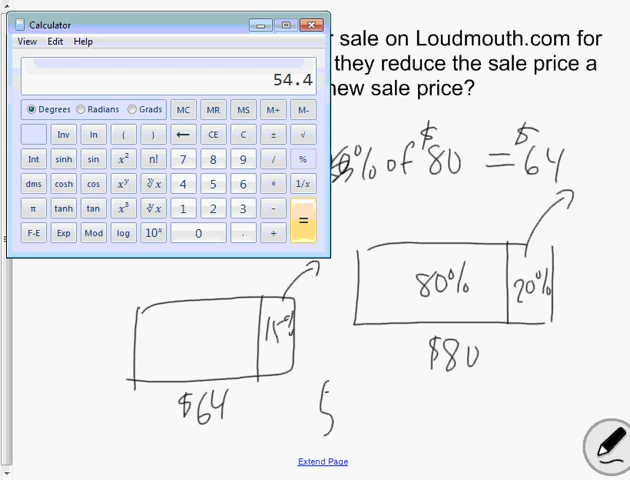 Calculator
View Edit Help
r sale on Loudmouth.com for
they reduce the sale price a
new sale price?
54.4
Degrees Radians Grads MC MR MS M+ M-
Inv ln ( ) ← CE C ± √
Int sinh sin x² n! 7 8 9 / %
dms cosh cos xʸ ʸ√x 4 5 6 * 1/x
π tanh tan x³ ³√x 1 2 3 - =
F-E Exp Mod log 10ˣ 0 . +
% of $80 = $64
80% 20%
$80
15%
$64
5
Extend Page